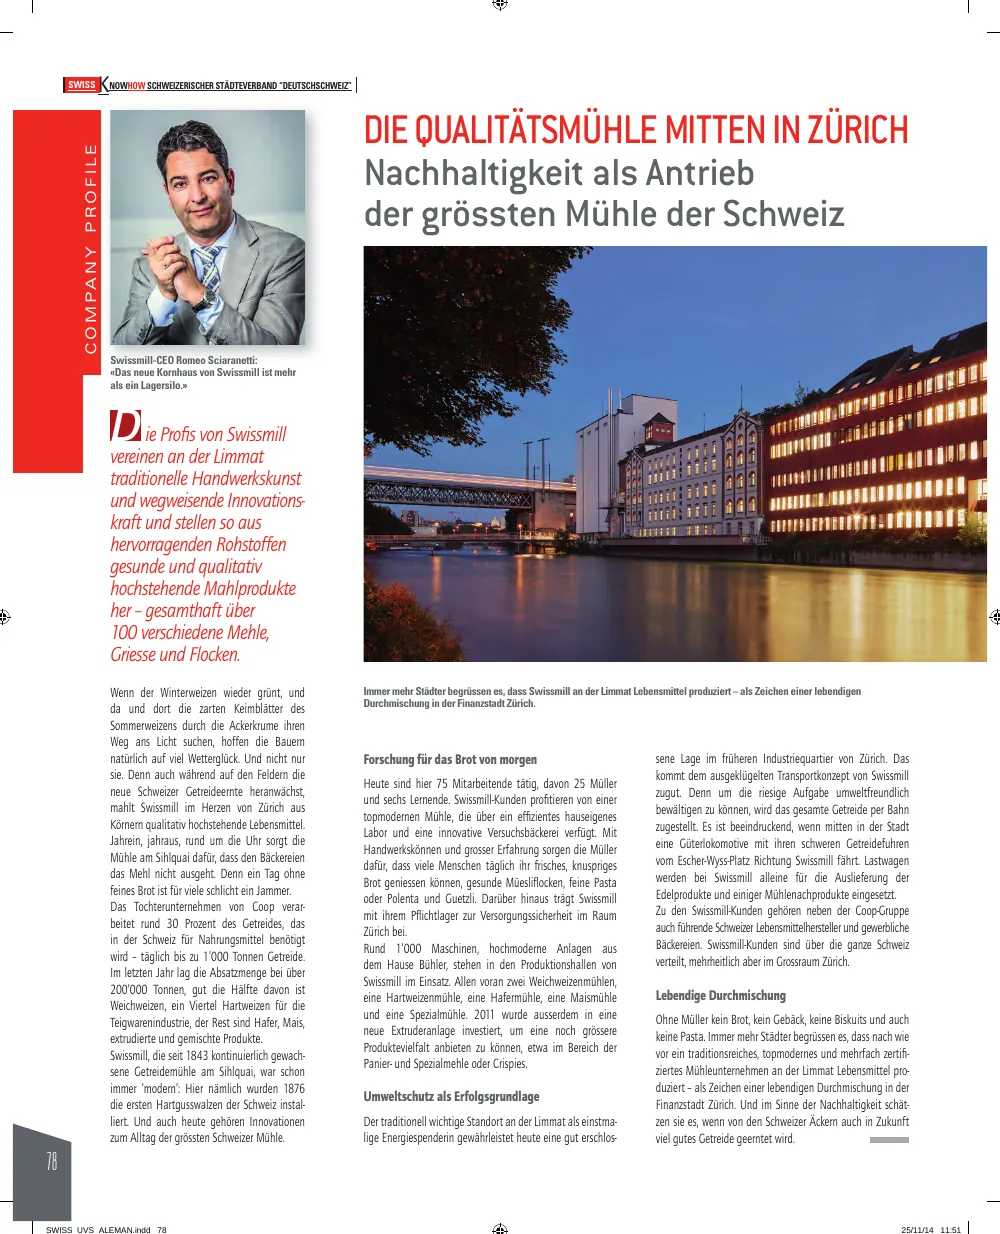 SWISS KNOWHOW SCHWEIZERISCHER STÄDTEVERBAND "DEUTSCHSCHWEIZ"
COMPANY PROFILE
DIE QUALITÄTSMÜHLE MITTEN IN ZÜRICH
Nachhaltigkeit als Antrieb
der grössten Mühle der Schweiz
Swissmill-CEO Romeo Sciaranetti:
«Das neue Kornhaus von Swissmill ist mehr
als ein Lagersilo.»
Die Profis von Swissmill
vereinen an der Limmat
traditionelle Handwerkskunst
und wegweisende Innovations-
kraft und stellen so aus
hervorragenden Rohstoffen
gesunde und qualitativ
hochstehende Mahlprodukte
her – gesamthaft über
100 verschiedene Mehle,
Griesse und Flocken.
Wenn der Winterweizen wieder grünt, und
da und dort die zarten Keimblätter des
Sommerweizens durch die Ackerkrume ihren
Weg ans Licht suchen, hoffen die Bauern
natürlich auf viel Wetterglück. Und nicht nur
sie. Denn auch während auf den Feldern die
neue Schweizer Getreideernte heranwächst,
mahlt Swissmill im Herzen von Zürich aus
Körnern qualitativ hochstehende Lebensmittel.
Jahrein, jahraus, rund um die Uhr sorgt die
Mühle am Sihlquai dafür, dass den Bäckereien
das Mehl nicht ausgeht. Denn ein Tag ohne
feines Brot ist für viele schlicht ein Jammer.
Das Tochterunternehmen von Coop verar-
beitet rund 30 Prozent des Getreides, das
in der Schweiz für Nahrungsmittel benötigt
wird – täglich bis zu 1'000 Tonnen Getreide.
Im letzten Jahr lag die Absatzmenge bei über
200'000 Tonnen, gut die Hälfte davon ist
Weichweizen, ein Viertel Hartweizen für die
Teigwarenindustrie, der Rest sind Hafer, Mais,
extrudierte und gemischte Produkte.
Swissmill, die seit 1843 kontinuierlich gewach-
sene Getreidemühle am Sihlquai, war schon
immer 'modern': Hier nämlich wurden 1876
die ersten Hartgusswalzen der Schweiz instal-
liert. Und auch heute gehören Innovationen
zum Alltag der grössten Schweizer Mühle.
Immer mehr Städter begrüssen es, dass Swissmill an der Limmat Lebensmittel produziert – als Zeichen einer lebendigen
Durchmischung in der Finanzstadt Zürich.
Forschung für das Brot von morgen
Heute sind hier 75 Mitarbeitende tätig, davon 25 Müller
und sechs Lernende. Swissmill-Kunden profitieren von einer
topmodernen Mühle, die über ein effizientes hauseigenes
Labor und eine innovative Versuchsbäckerei verfügt. Mit
Handwerkskönnen und grosser Erfahrung sorgen die Müller
dafür, dass viele Menschen täglich ihr frisches, knuspriges
Brot geniessen können, gesunde Müesliflocken, feine Pasta
oder Polenta und Guetzli. Darüber hinaus trägt Swissmill
mit ihrem Pflichtlager zur Versorgungssicherheit im Raum
Zürich bei.
Rund 1'000 Maschinen, hochmoderne Anlagen aus
dem Hause Bühler, stehen in den Produktionshallen von
Swissmill im Einsatz. Allen voran zwei Weichweizenmühlen,
eine Hartweizenmühle, eine Hafermühle, eine Maismühle
und eine Spezialmühle. 2011 wurde ausserdem in eine
neue Extruderanlage investiert, um eine noch grössere
Produktevielfalt anbieten zu können, etwa im Bereich der
Panier- und Spezialmehle oder Crispies.
Umweltschutz als Erfolgsgrundlage
Der traditionell wichtige Standort an der Limmat als einstma-
lige Energiespenderin gewährleistet heute eine gut erschlos-
sene Lage im früheren Industriequartier von Zürich. Das
kommt dem ausgeklügelten Transportkonzept von Swissmill
zugut. Denn um die riesige Aufgabe umweltfreundlich
bewältigen zu können, wird das gesamte Getreide per Bahn
zugestellt. Es ist beeindruckend, wenn mitten in der Stadt
eine Güterlokomotive mit ihren schweren Getreidefuhren
vom Escher-Wyss-Platz Richtung Swissmill fährt. Lastwagen
werden bei Swissmill alleine für die Auslieferung der
Edelprodukte und einiger Mühlenachprodukte eingesetzt.
Zu den Swissmill-Kunden gehören neben der Coop-Gruppe
auch führende Schweizer Lebensmittelhersteller und gewerbliche
Bäckereien. Swissmill-Kunden sind über die ganze Schweiz
verteilt, mehrheitlich aber im Grossraum Zürich.
Lebendige Durchmischung
Ohne Müller kein Brot, kein Gebäck, keine Biskuits und auch
keine Pasta. Immer mehr Städter begrüssen es, dass nach wie
vor ein traditionsreiches, topmodernes und mehrfach zertifi-
ziertes Mühleunternehmen an der Limmat Lebensmittel pro-
duziert – als Zeichen einer lebendigen Durchmischung in der
Finanzstadt Zürich. Und im Sinne der Nachhaltigkeit schät-
zen sie es, wenn von den Schweizer Äckern auch in Zukunft
viel gutes Getreide geerntet wird.
78
SWISS_UVS_ALEMAN.indd 78
25/11/14 11:51